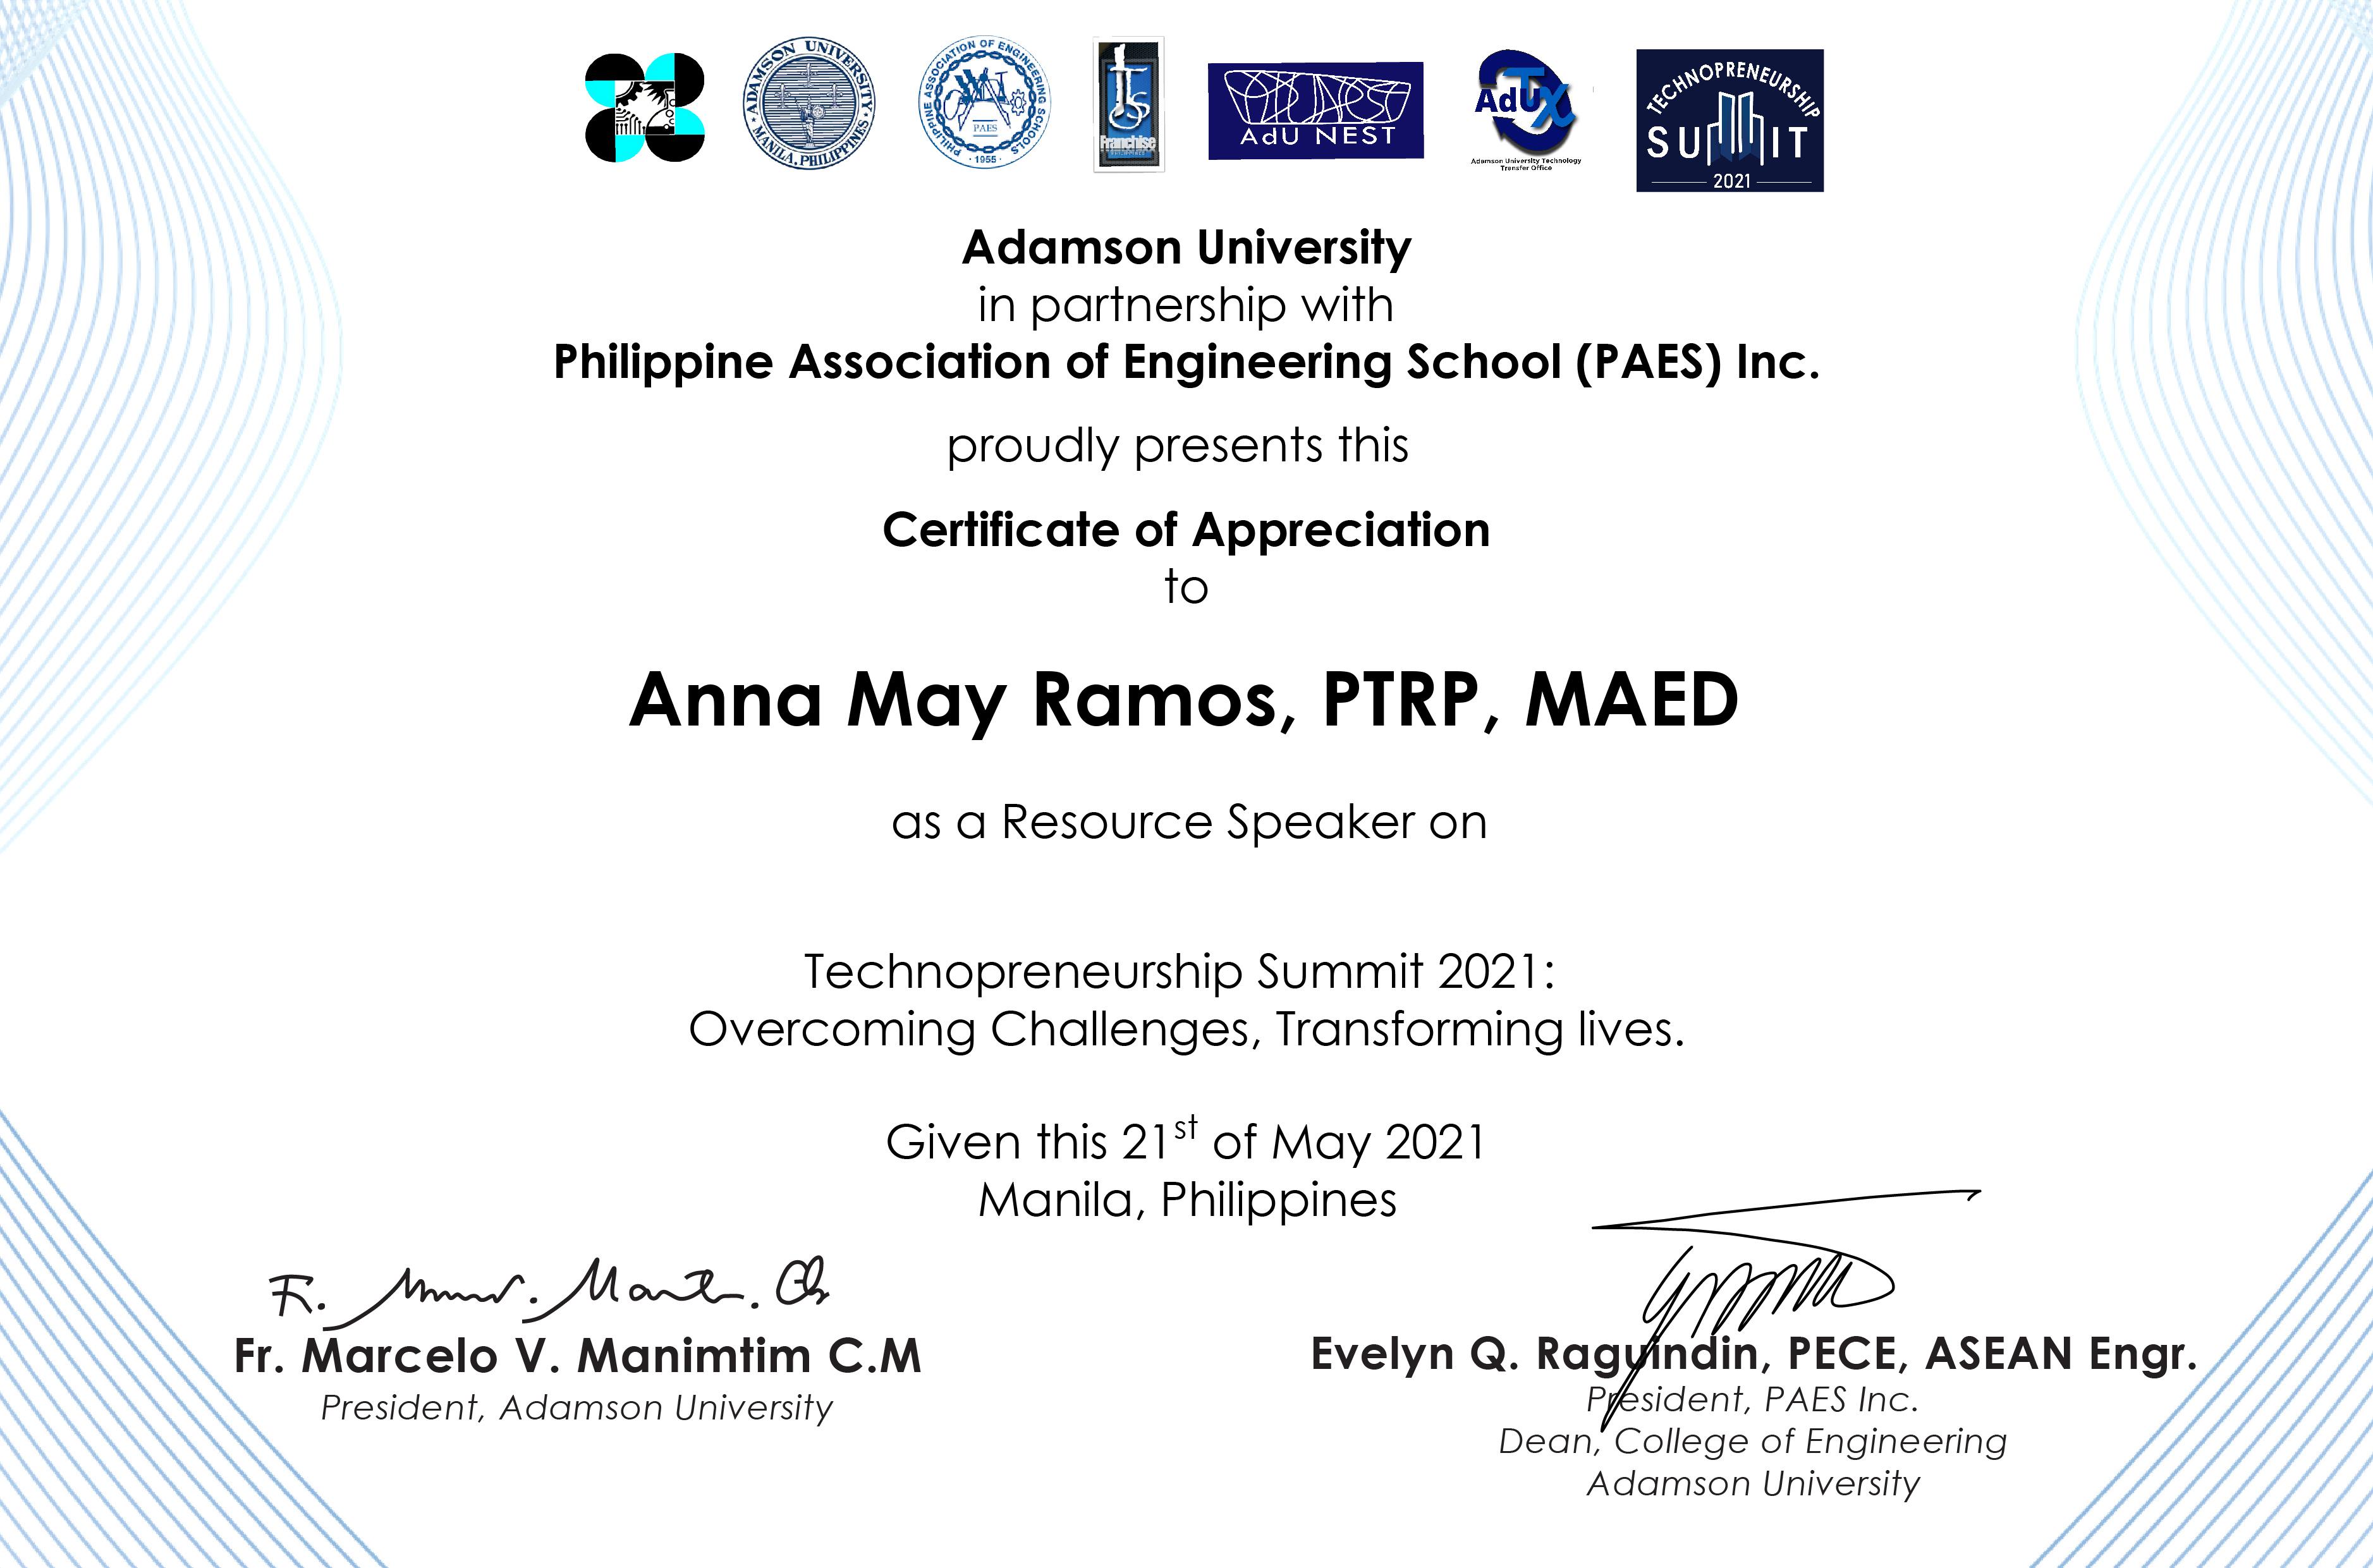 ADAMSON UNIVERSITY
MANILA, PHILIPPINES
PHILIPPINE ASSOCIATION OF ENGINEERING SCHOOLS
PAES
1955
Franchise
AdU NEST
AdUTX
Adamson University Technology
Transfer Office
TECHNOPRENEURSHIP
SUMMIT
2021
Adamson University
in partnership with
Philippine Association of Engineering School (PAES) Inc.
proudly presents this
Certificate of Appreciation
to
Anna May Ramos, PTRP, MAED
as a Resource Speaker on
Technopreneurship Summit 2021:
Overcoming Challenges, Transforming lives.
Given this 21st of May 2021
Manila, Philippines
Fr. Marcelo V. Manimtim C.M
President, Adamson University
Evelyn Q. Raguindin, PECE, ASEAN Engr.
President, PAES Inc.
Dean, College of Engineering
Adamson University